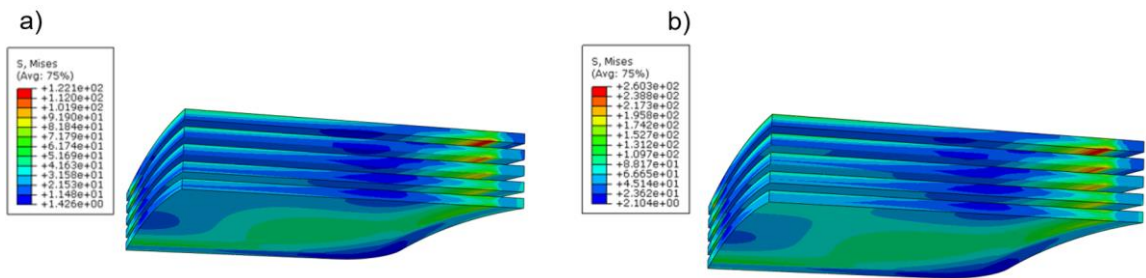 a)
S, Mises
(Avg: 75%)
+1.221e+02
+1.120e+02
+1.019e+02
+9.190e+01
+8.184e+01
+7.179e+01
+6.174e+01
+5.169e+01
+4.163e+01
+3.158e+01
+2.153e+01
+1.148e+01
+1.426e+00
b)
S, Mises
(Avg: 75%)
+2.603e+02
+2.388e+02
+2.173e+02
+1.958e+02
+1.742e+02
+1.527e+02
+1.312e+02
+1.097e+02
+8.817e+01
+6.665e+01
+4.514e+01
+2.362e+01
+2.104e+00